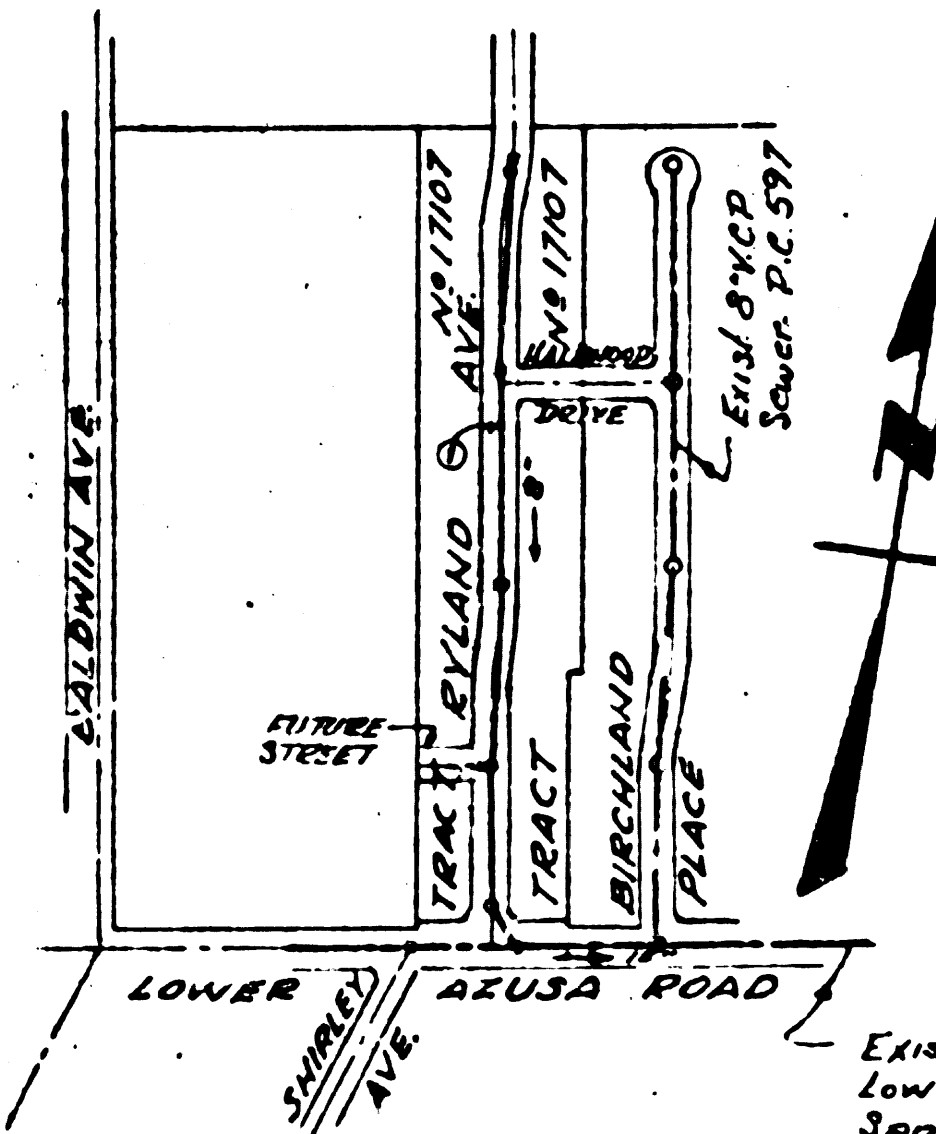 Nº 17107
AVE.
Nº 17107
Exist. 8" V.C.P.
Sewer P.C. 597
DRIVE
8"
BALDWIN AVE.
RYLAND
FUTURE
STREET
TRACT
TRACT
BIRCHLAND
PLACE
LOWER AZUSA ROAD
SHIRLEY
AVE.
EXIS
LOW